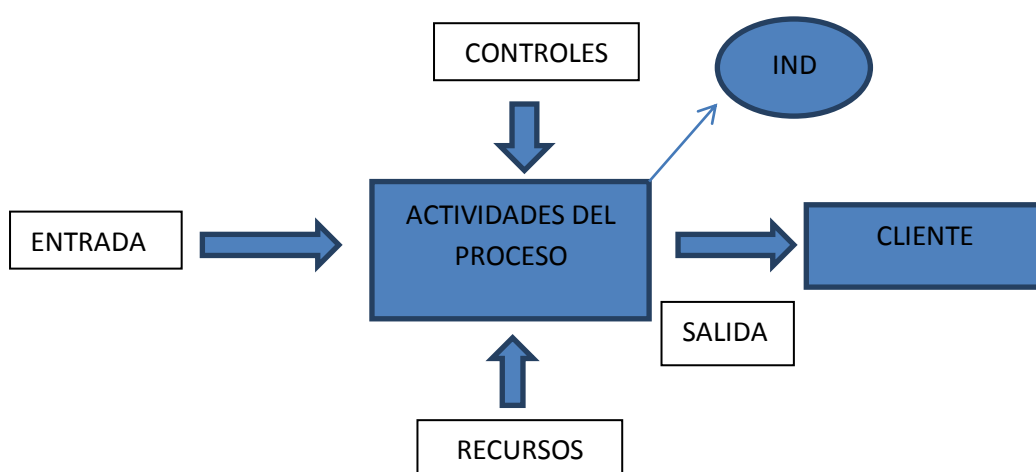 CONTROLES
IND
ENTRADA
ACTIVIDADES DEL
PROCESO
CLIENTE
SALIDA
RECURSOS